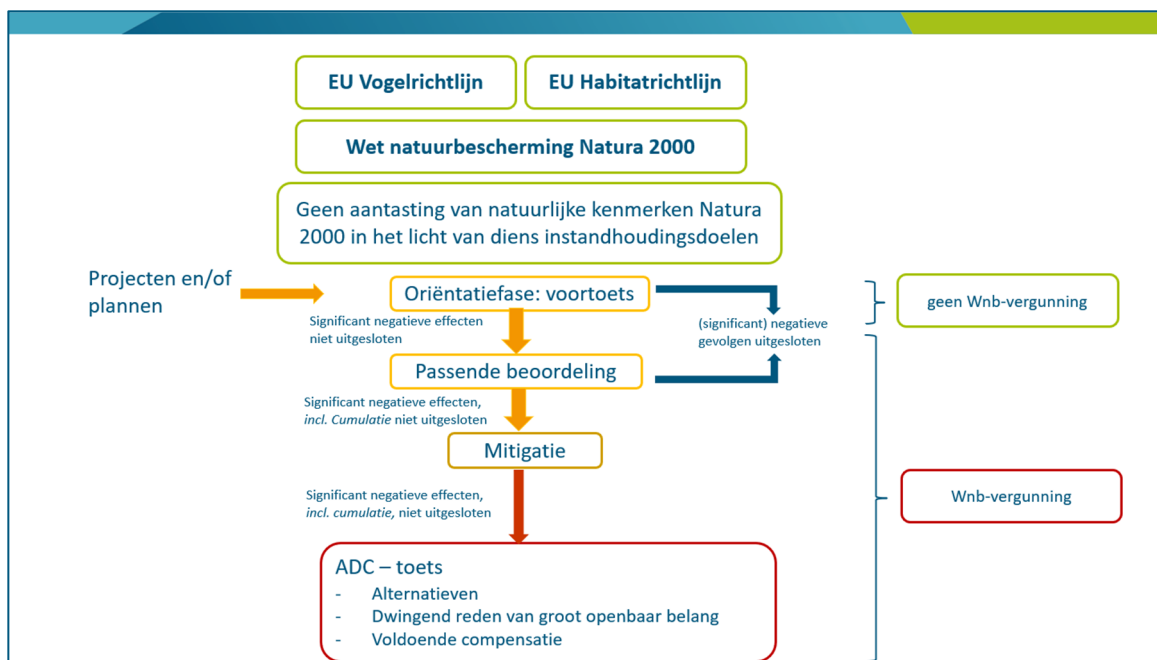 EU Vogelrichtlijn
EU Habitatrichtlijn
Wet natuurbescherming Natura 2000
Geen aantasting van natuurlijke kenmerken Natura
2000 in het licht van diens instandhoudingsdoelen
Projecten en/of
plannen
Oriëntatiefase: voortoets
geen Wnb-vergunning
Significant negatieve effecten
niet uitgesloten
(significant) negatieve
gevolgen uitgesloten
Passende beoordeling
Significant negatieve effecten,
incl. Cumulatie niet uitgesloten
Mitigatie
Significant negatieve effecten,
incl. cumulatie, niet uitgesloten
Wnb-vergunning
ADC – toets
- Alternatieven
- Dwingend reden van groot openbaar belang
- Voldoende compensatie